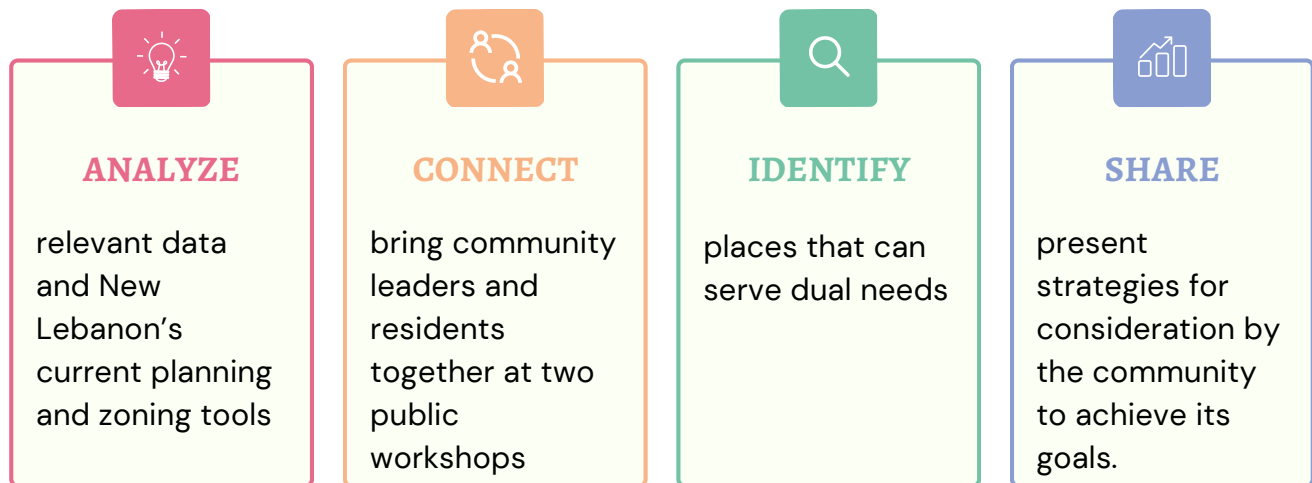 ANALYZE
relevant data
and New
Lebanon’s
current planning
and zoning tools
CONNECT
bring community
leaders and
residents
together at two
public
workshops
IDENTIFY
places that can
serve dual needs
SHARE
present
strategies for
consideration by
the community
to achieve its
goals.